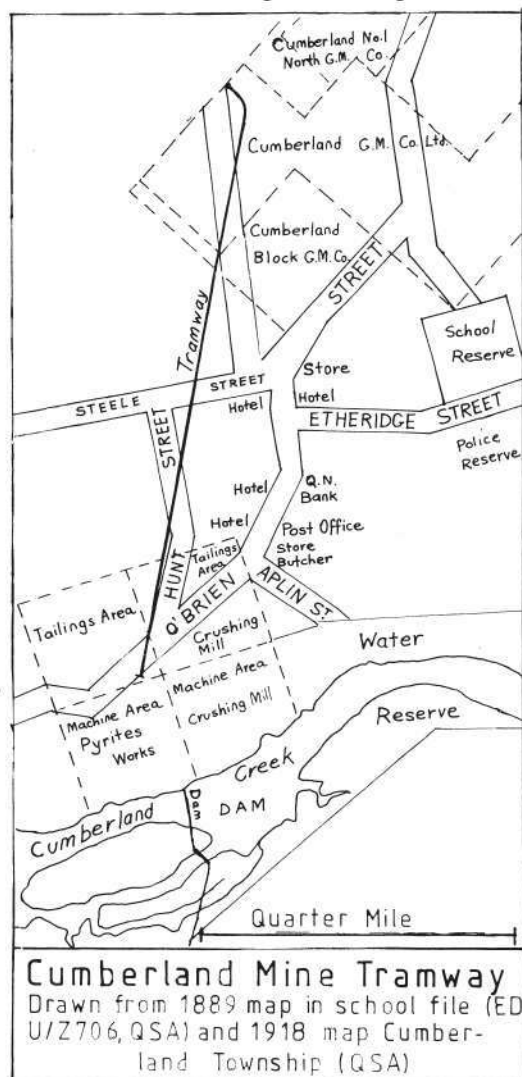 Cumberland No.1
North G.M. Co.
Cumberland G.M. Co. Ltd.
Cumberland
Block G.M.Co.
STREET
Tramway
School
Reserve
Store
STEELE STREET
Hotel
Hotel
ETHERIDGE STREET
Police
Reserve
STREET
Hotel
Q.N.
Bank
Hotel
Post Office
Store
Butcher
Tailings
Area
HUNT
O'BRIEN
APLIN ST.
Tailings Area
Crushing
Mill
Water
Machine Area
Crushing Mill
Machine Area
Pyrites
Works
Reserve
Creek
Dam
DAM
Cumberland
Quarter Mile
Cumberland Mine Tramway
Drawn from 1889 map in school file (ED
U/Z706, QSA) and 1918 map Cumber-
land Township (QSA)